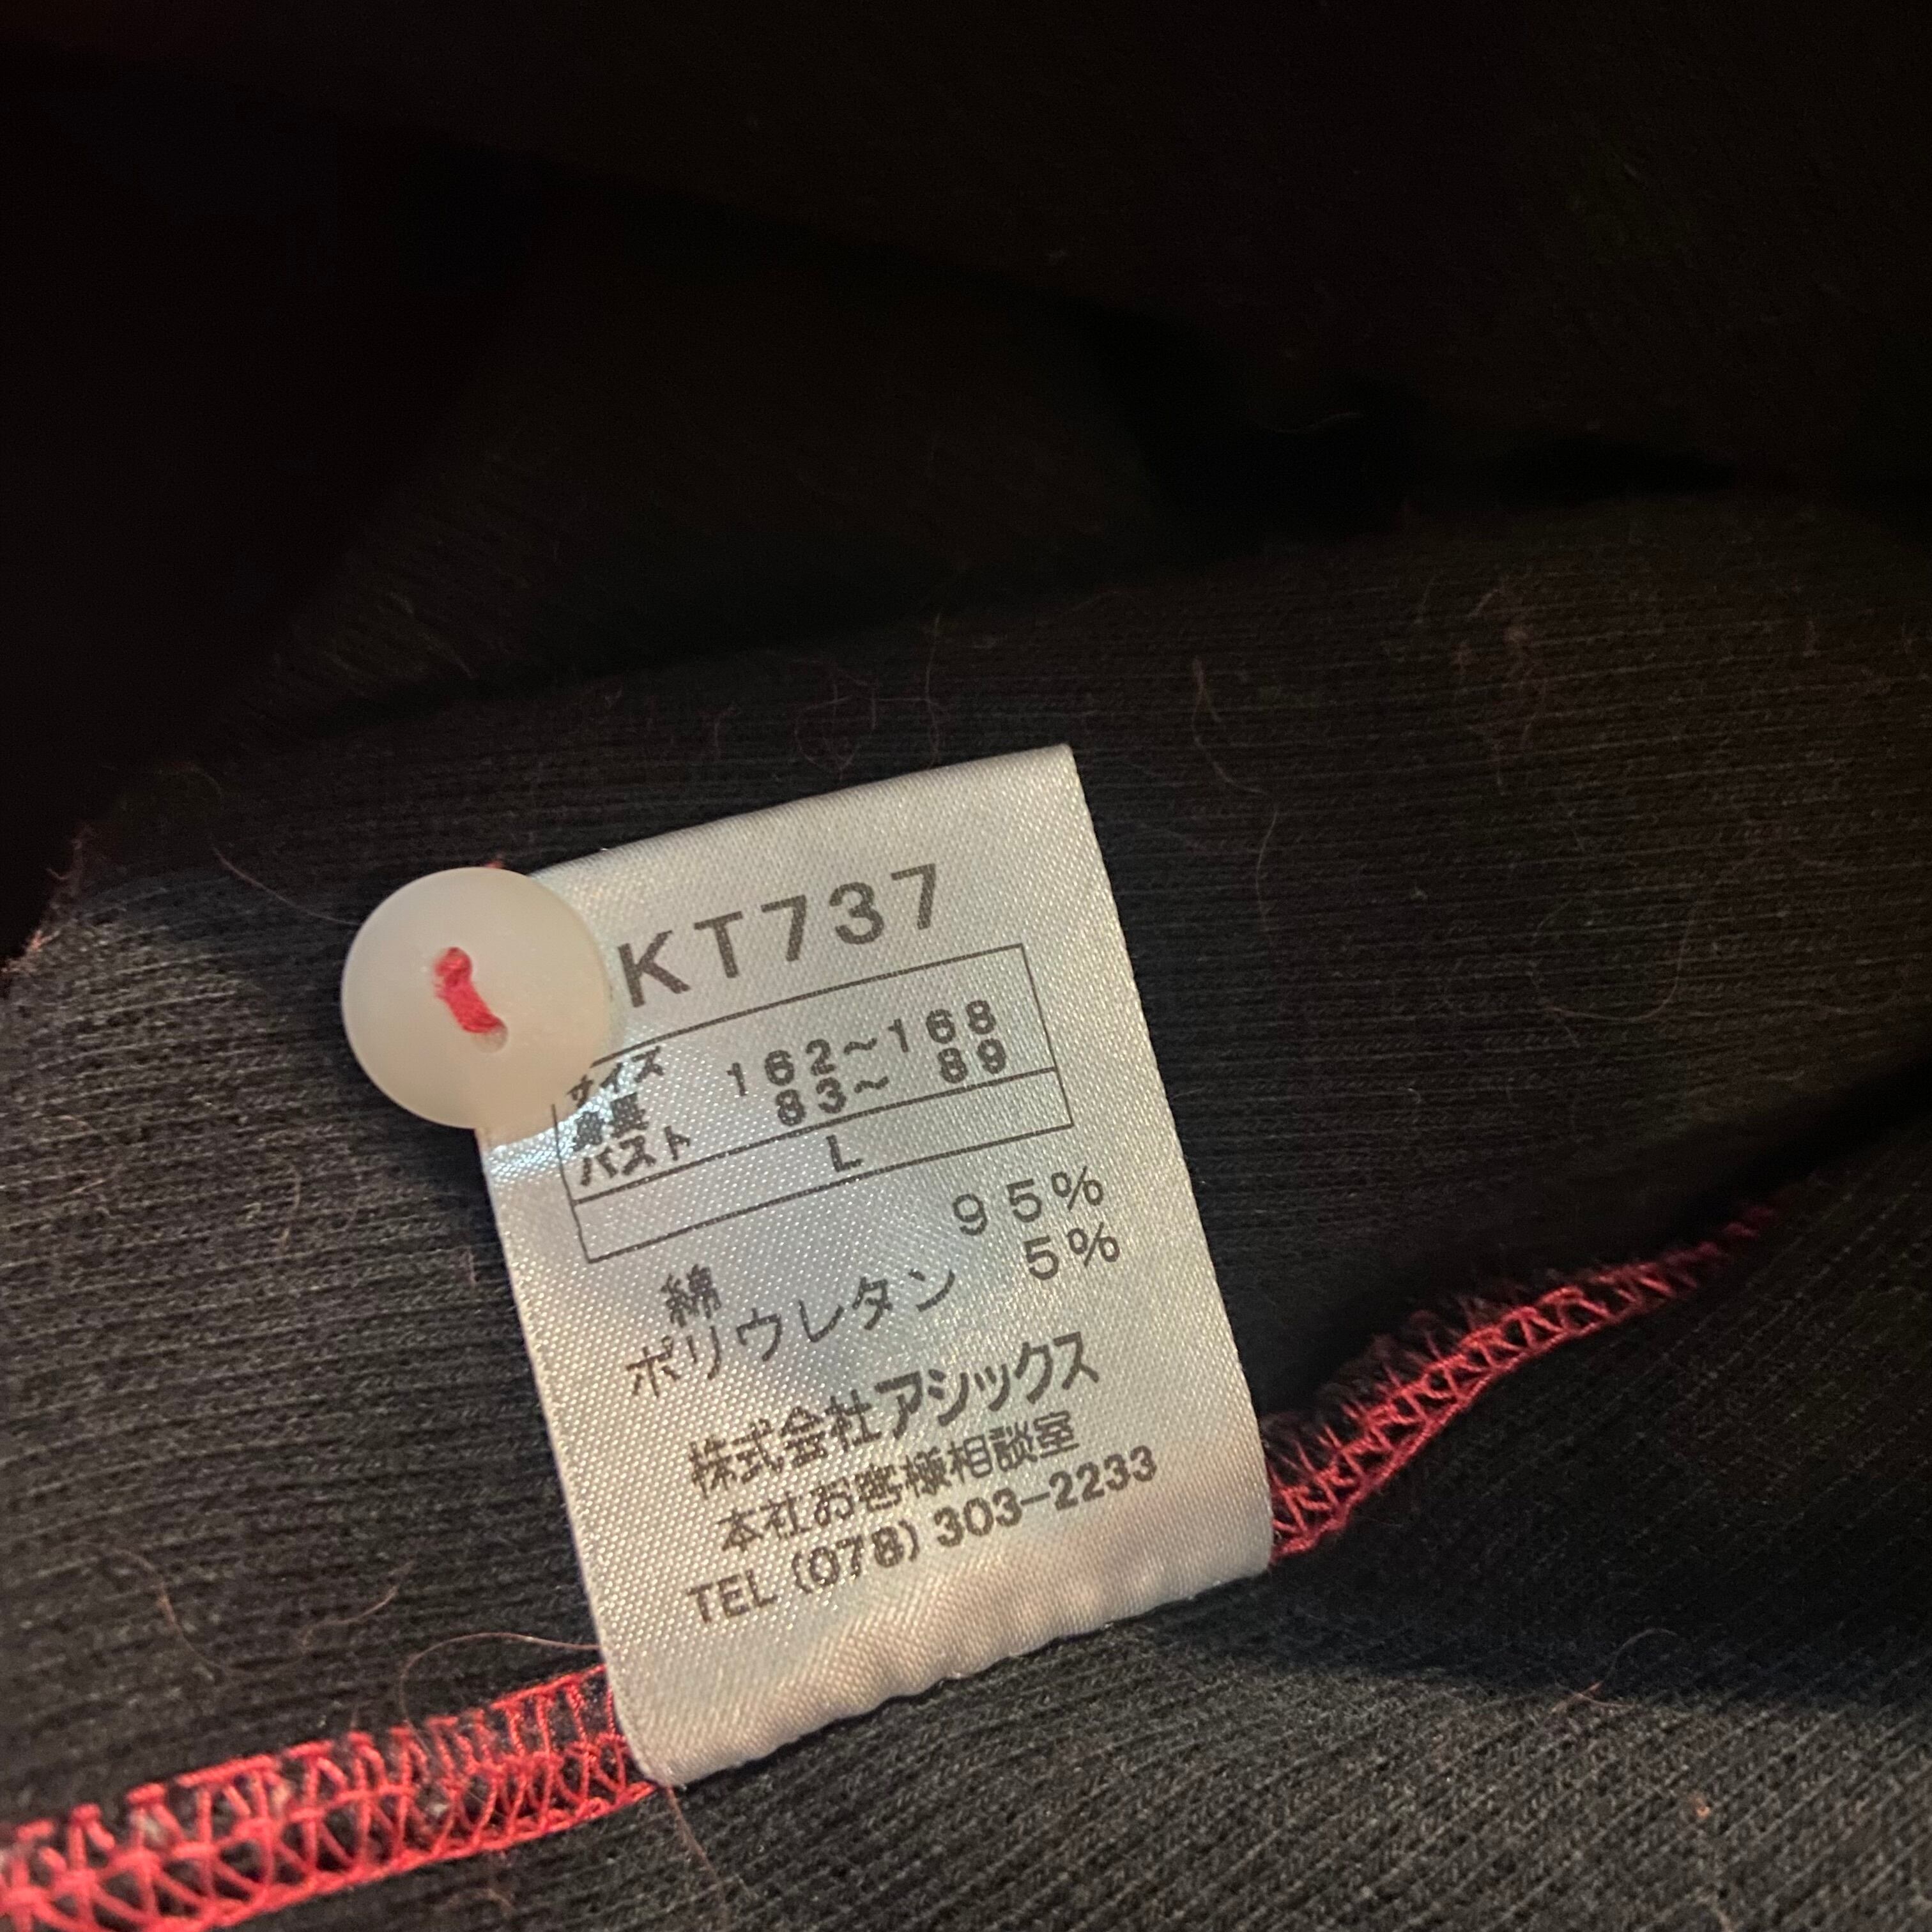 KT737
サイズ
身長 162~168
バスト 83~ 89
L
綿 95%
ポリウレタン 5%
株式会社アシックス
本社お客様相談室
TEL (078) 303-2233